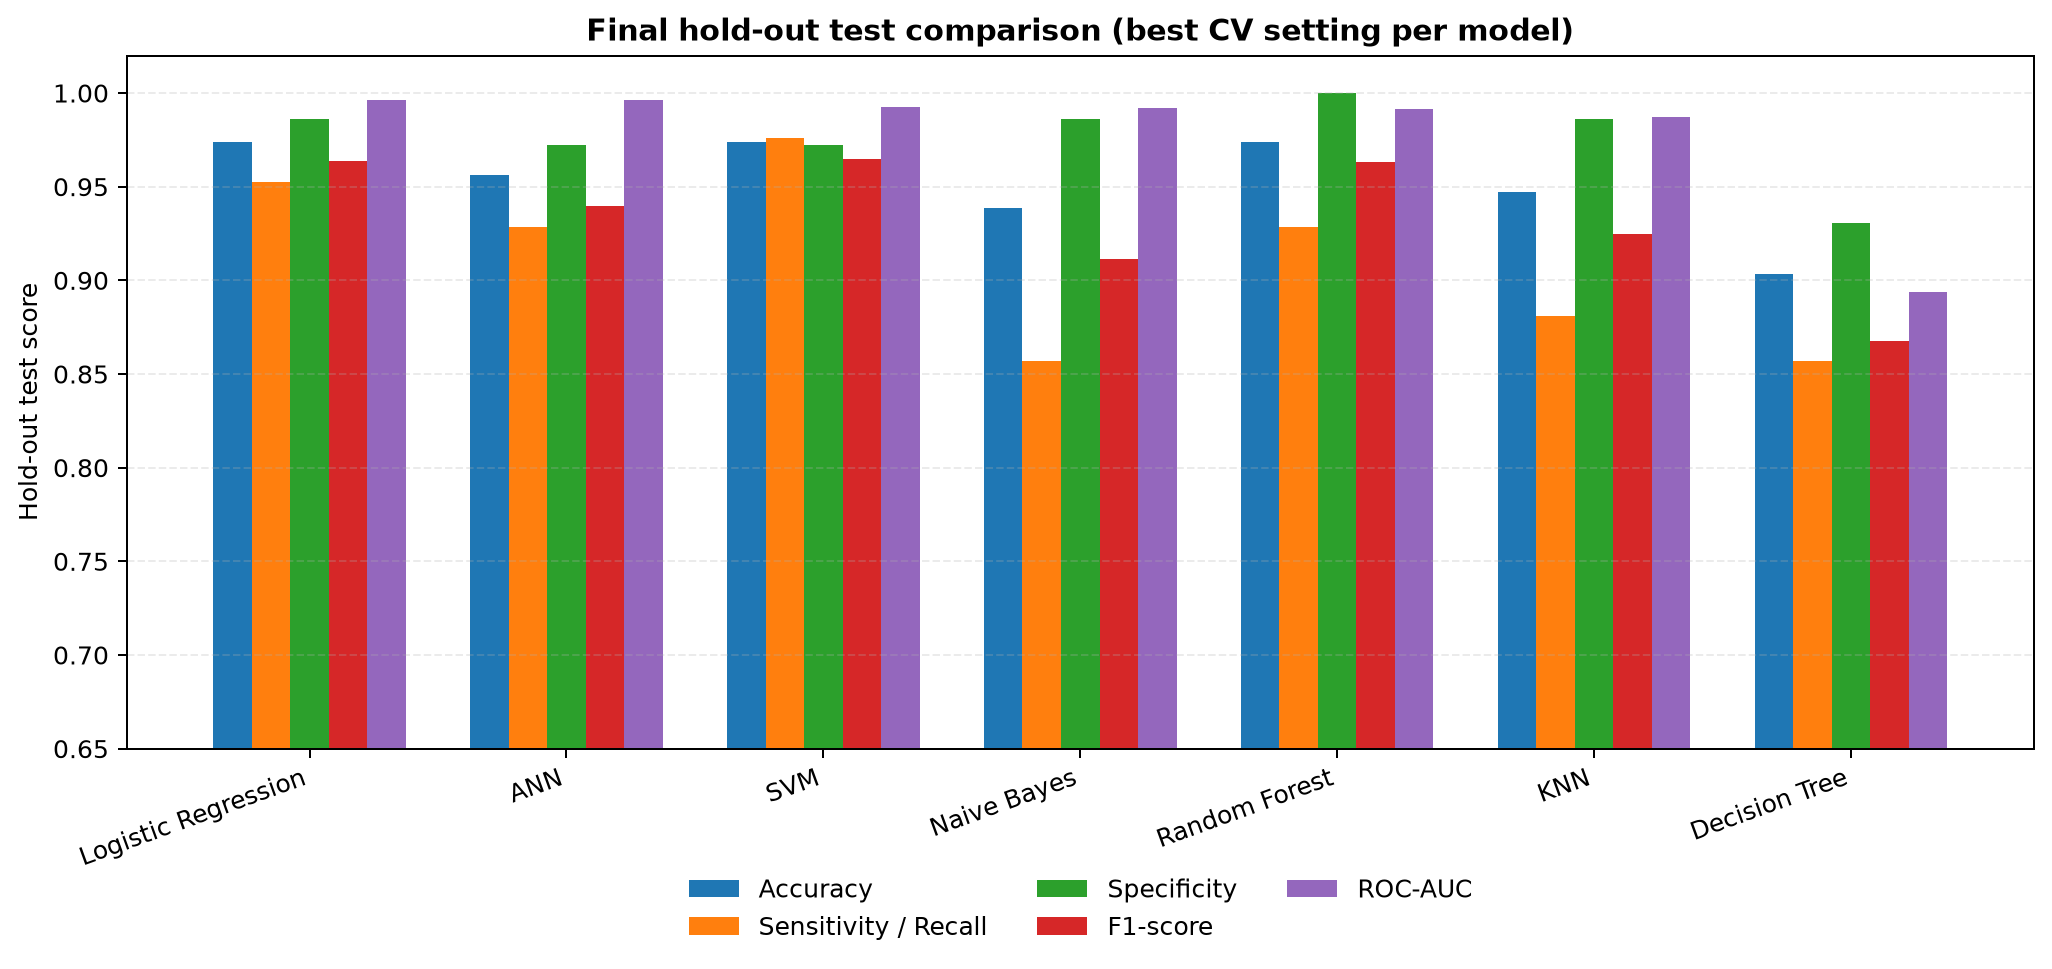 Final hold-out test comparison (best CV setting per model)
Hold-out test score
1.00
0.95
0.90
0.85
0.80
0.75
0.70
0.65
Logistic Regression
ANN
SVM
Naive Bayes
Random Forest
KNN
Decision Tree
Accuracy
Sensitivity / Recall
Specificity
F1-score
ROC-AUC